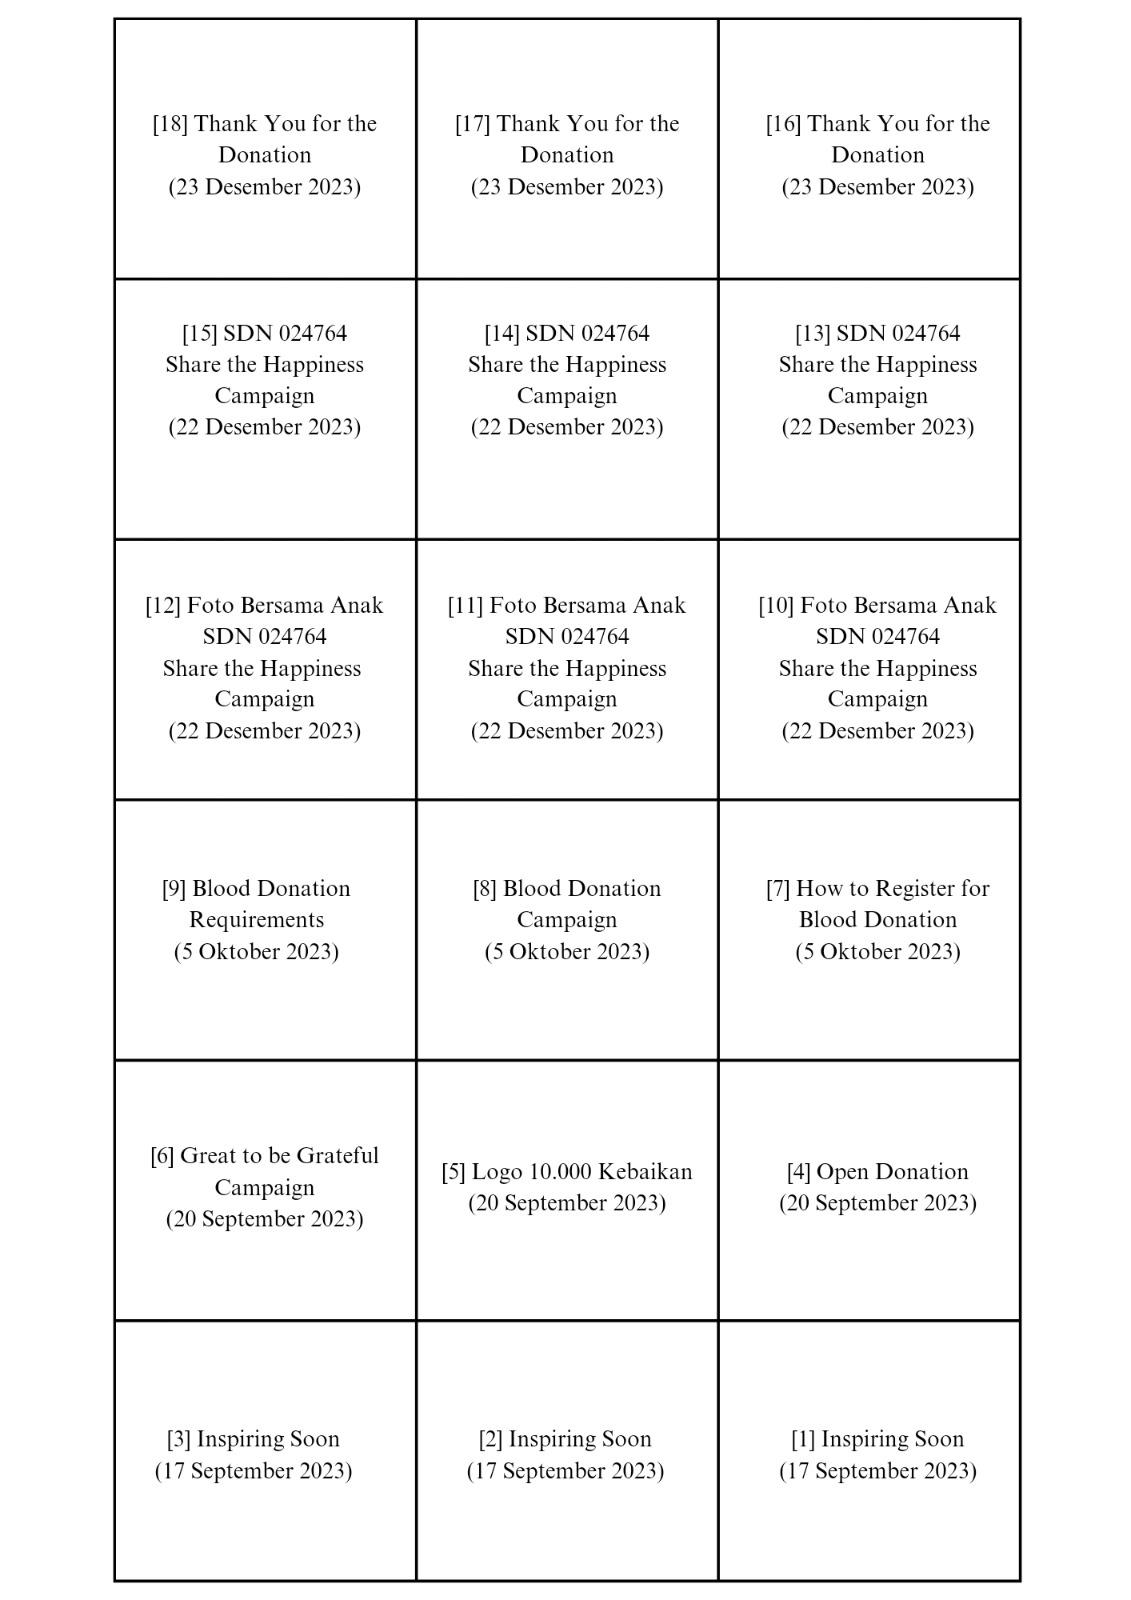 [18] Thank You for the
Donation
(23 Desember 2023)
[17] Thank You for the
Donation
(23 Desember 2023)
[16] Thank You for the
Donation
(23 Desember 2023)
[15] SDN 024764
Share the Happiness
Campaign
(22 Desember 2023)
[14] SDN 024764
Share the Happiness
Campaign
(22 Desember 2023)
[13] SDN 024764
Share the Happiness
Campaign
(22 Desember 2023)
[12] Foto Bersama Anak
SDN 024764
Share the Happiness
Campaign
(22 Desember 2023)
[11] Foto Bersama Anak
SDN 024764
Share the Happiness
Campaign
(22 Desember 2023)
[10] Foto Bersama Anak
SDN 024764
Share the Happiness
Campaign
(22 Desember 2023)
[9] Blood Donation
Requirements
(5 Oktober 2023)
[8] Blood Donation
Campaign
(5 Oktober 2023)
[7] How to Register for
Blood Donation
(5 Oktober 2023)
[6] Great to be Grateful
Campaign
(20 September 2023)
[5] Logo 10.000 Kebaikan
(20 September 2023)
[4] Open Donation
(20 September 2023)
[3] Inspiring Soon
(17 September 2023)
[2] Inspiring Soon
(17 September 2023)
[1] Inspiring Soon
(17 September 2023)